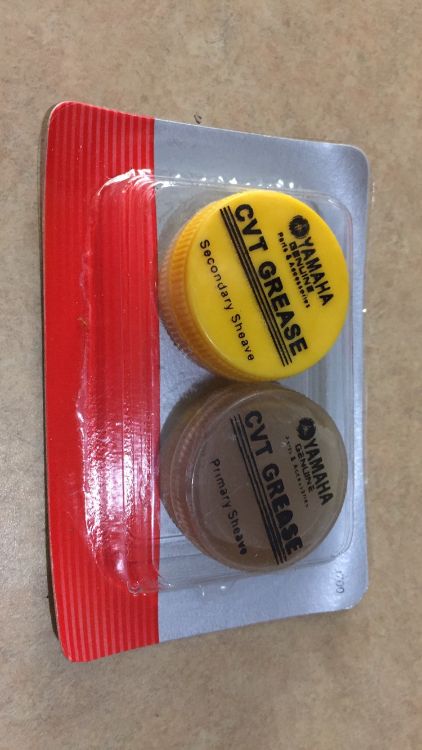 YAMAHA
GENUINE
Parts & Accessories
CVT GREASE
Secondary Sheave
YAMAHA
GENUINE
Parts & Accessories
CVT GREASE
Primary Sheave